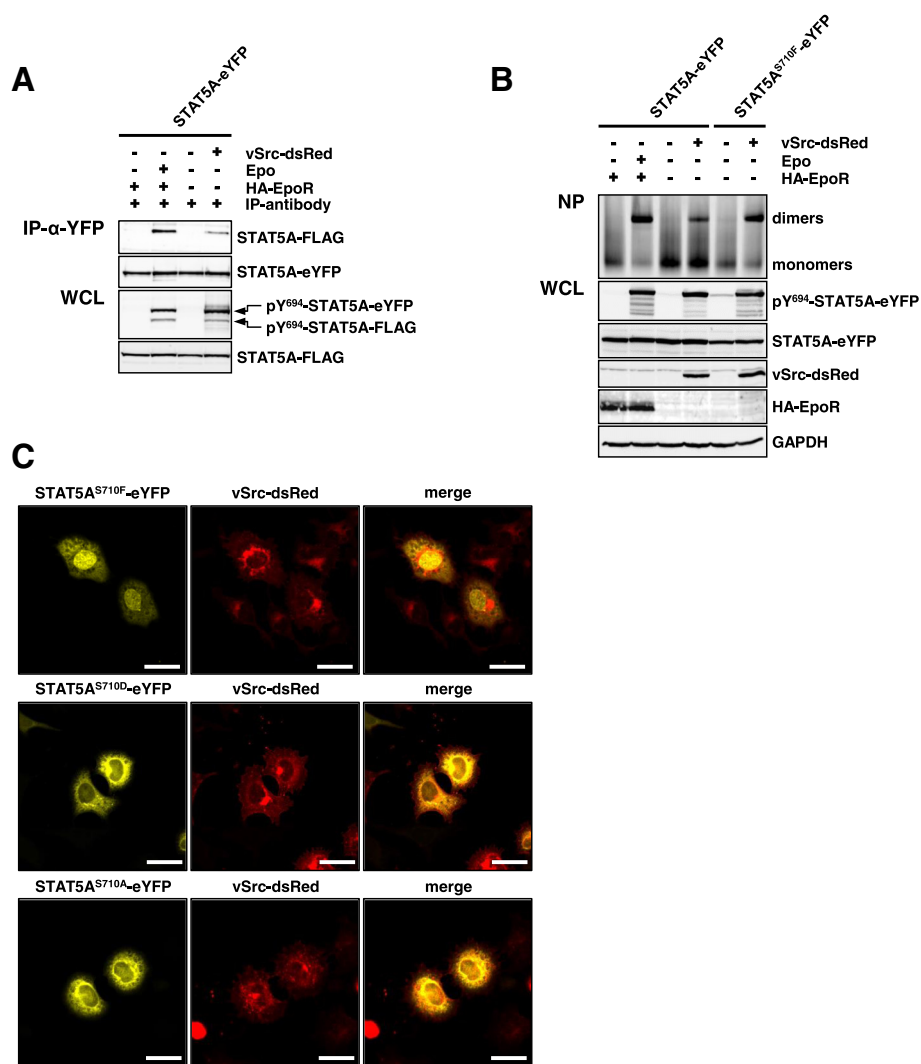 A
STAT5A-eYFP
- - - + vSrc-dsRed
- + - - Epo
+ + - - HA-EpoR
+ + + + IP-antibody
IP-α-YFP
STAT5A-FLAG
STAT5A-eYFP
WCL
pY694-STAT5A-eYFP
pY694-STAT5A-FLAG
STAT5A-FLAG
B
STAT5A-eYFP
STAT5AS710F-eYFP
- - - + - + vSrc-dsRed
- + - - - - Epo
+ + - - - - HA-EpoR
NP
dimers
monomers
WCL
pY694-STAT5A-eYFP
STAT5A-eYFP
vSrc-dsRed
HA-EpoR
GAPDH
C
STAT5AS710F-eYFP vSrc-dsRed merge
STAT5AS710D-eYFP vSrc-dsRed merge
STAT5AS710A-eYFP vSrc-dsRed merge